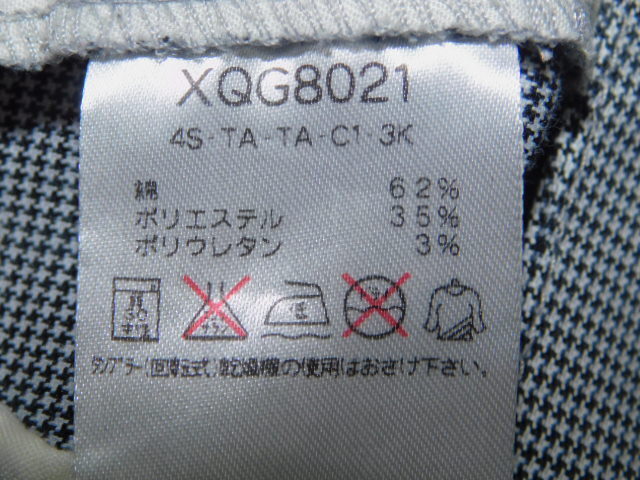 XQG8021
4S-TA-TA-C1-3K
綿 62%
ポリエステル 35%
ポリウレタン 3%
タンブラー(回転式)乾燥機の使用はおさけ下さい。